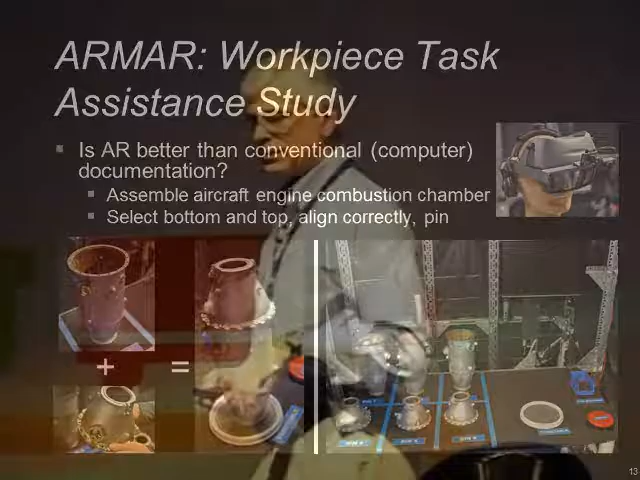 ARMAR: Workpiece Task
Assistance Study
Is AR better than conventional (computer)
documentation?
Assemble aircraft engine combustion chamber
Select bottom and top, align correctly, pin
+ =
13